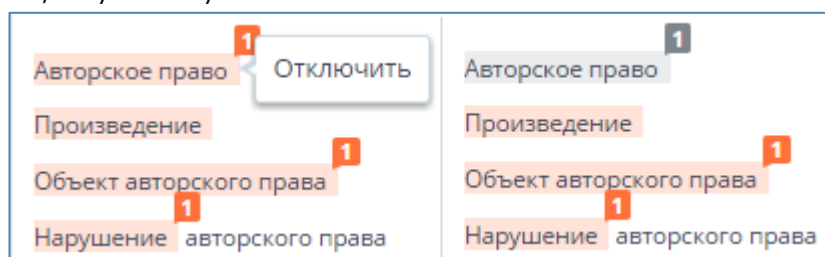 1
Авторское право Отключить
Произведение
1
Объект авторского права
1
Нарушение авторского права
1
Авторское право
Произведение
1
Объект авторского права
1
Нарушение авторского права